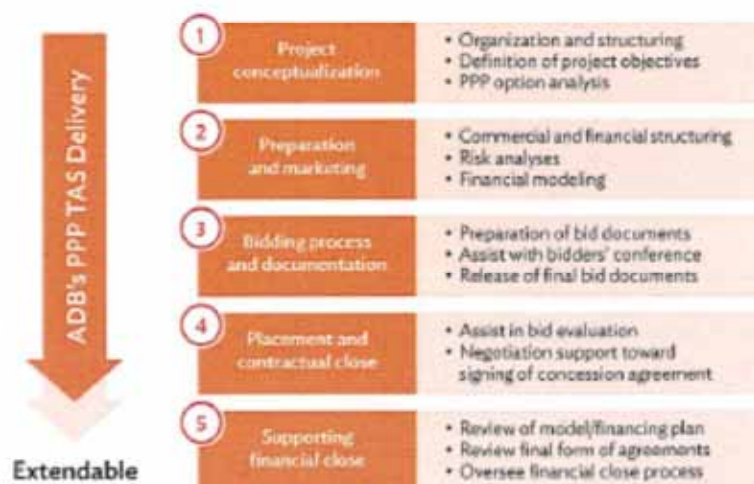 ADB's PPP TAS Delivery
Extendable
1
Project
conceptualization
• Organization and structuring
• Definition of project objectives
• PPP option analysis
2
Preparation
and marketing
• Commercial and financial structuring
• Risk analyses
• Financial modeling
3
Bidding process
and documentation
• Preparation of bid documents
• Assist with bidders' conference
• Release of final bid documents
4
Placement and
contractual close
• Assist in bid evaluation
• Negotiation support toward
signing of concession agreement
5
Supporting
financial close
• Review of model/financing plan
• Review final form of agreements
• Oversee financial close process